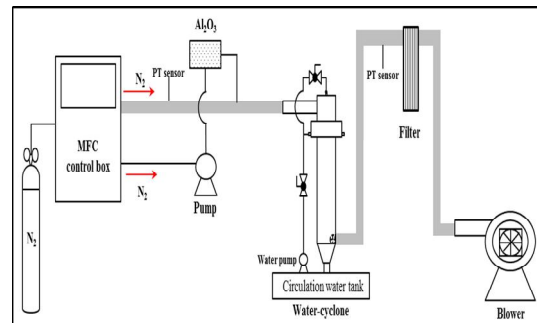 Al₂O₃
N₂
PT sensor
PT sensor
MFC
control box
Filter
N₂
N₂
Pump
Water pump
Circulation water tank
Water-cyclone
Blower